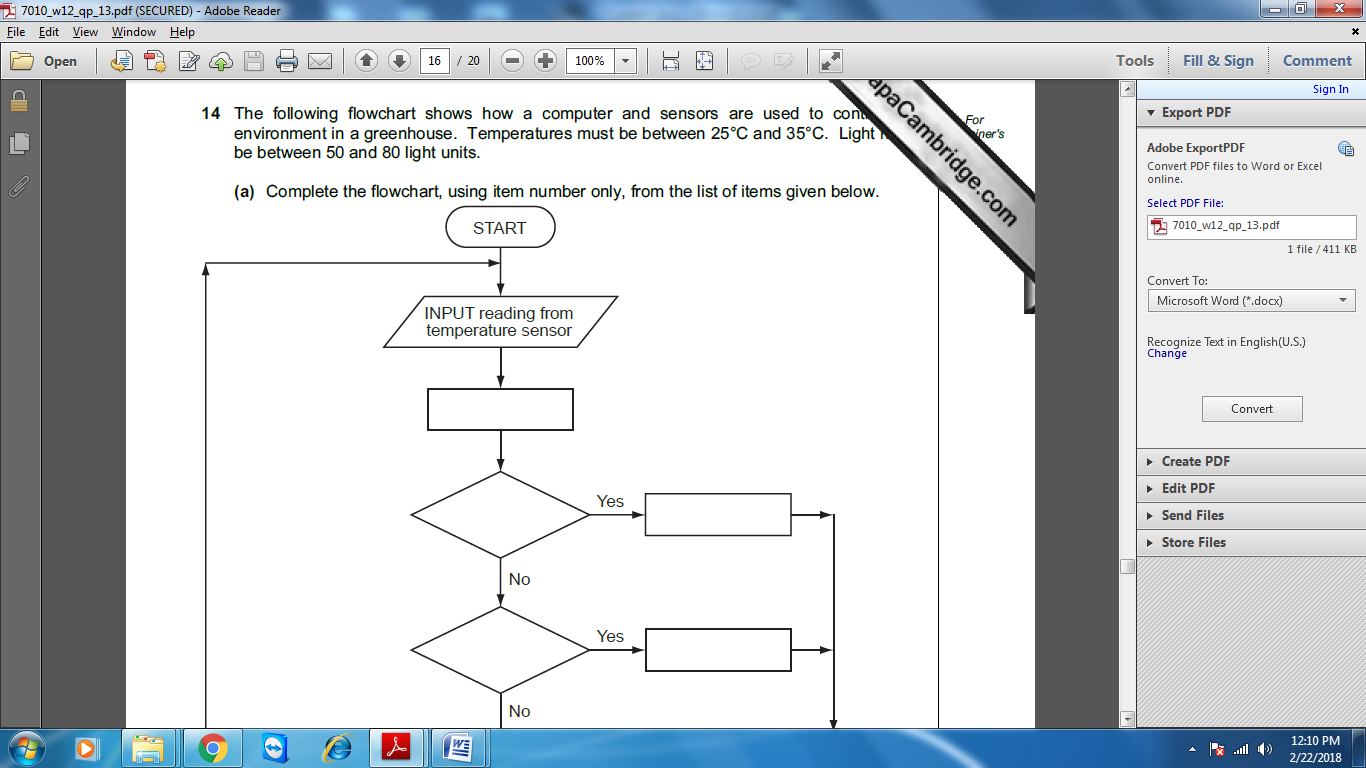 7010_w12_qp_13.pdf (SECURED) - Adobe Reader
File Edit View Window Help
Open 16 / 20 100% Tools Fill & Sign Comment
Sign In
Export PDF
Adobe ExportPDF
Convert PDF files to Word or Excel
online.
Select PDF File:
7010_w12_qp_13.pdf
1 file / 411 KB
Convert To:
Microsoft Word (*.docx)
Recognize Text in English(U.S.)
Change
Convert
Create PDF
Edit PDF
Send Files
Store Files
14 The following flowchart shows how a computer and sensors are used to
environment in a greenhouse. Temperatures must be between 25°C and 35°C. Light
be between 50 and 80 light units.
For
apaCambridge.com
(a) Complete the flowchart, using item number only, from the list of items given below.
START
INPUT reading from
temperature sensor
Yes
No
Yes
No
12:10 PM
2/22/2018